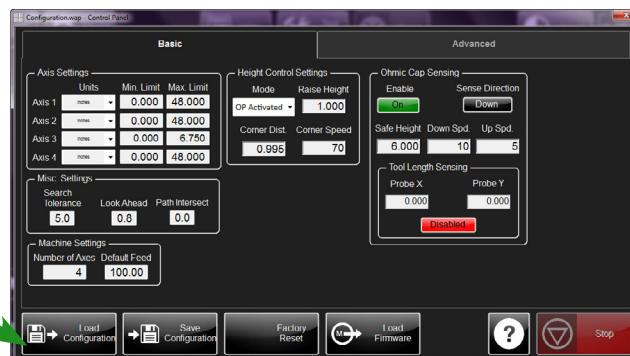 Configuration.wap - Control Panel
Basic
Advanced
Axis Settings
Units Min. Limit Max. Limit
Axis 1 Inches 0.000 48.000
Axis 2 Inches 0.000 48.000
Axis 3 Inches 0.000 6.750
Axis 4 Inches 0.000 48.000
Misc. Settings
Search
Tolerance Look Ahead Path Intersect
5.0 0.8 0.0
Machine Settings
Number of Axes Default Feed
4 100.00
Height Control Settings
Mode Raise Height
OP Activated 1.000
Corner Dist. Corner Speed
0.995 70
Ohmic Cap Sensing
Enable Sense Direction
On Down
Safe Height Down Spd. Up Spd.
6.000 10 5
Tool Length Sensing
Probe X Probe Y
0.000 0.000
Disabled
Load
Configuration
Save
Configuration
Factory
Reset
M
Load
Firmware
?
Stop